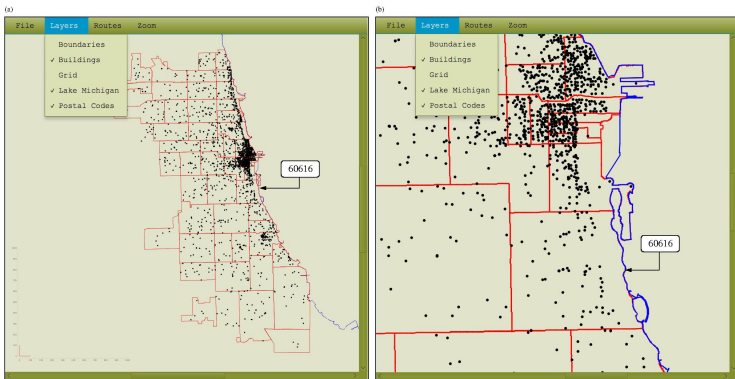 (a)
File Layers Routes Zoom
Boundaries
✓ Buildings
Grid
✓ Lake Michigan
✓ Postal Codes
60616
(b)
File Layers Routes Zoom
Boundaries
✓ Buildings
Grid
✓ Lake Michigan
✓ Postal Codes
60616